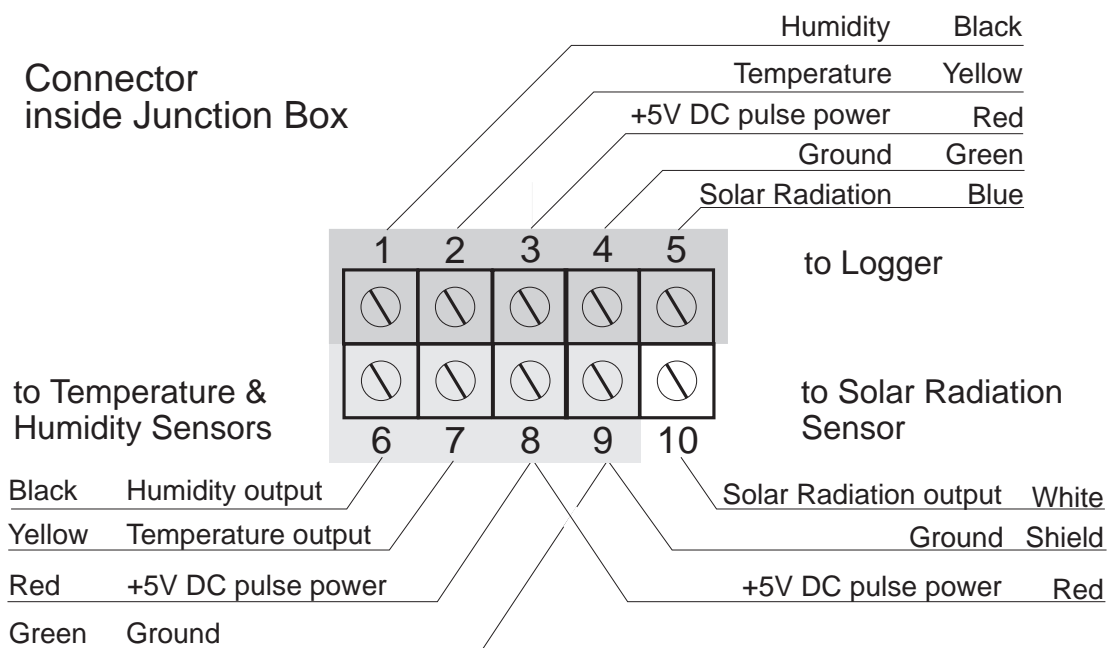 Connector
inside Junction Box
Humidity Black
Temperature Yellow
+5V DC pulse power Red
Ground Green
Solar Radiation Blue
1 2 3 4 5
to Logger
to Temperature &
Humidity Sensors
to Solar Radiation
Sensor
6 7 8 9 10
Black Humidity output
Yellow Temperature output
Red +5V DC pulse power
Green Ground
Solar Radiation output White
Ground Shield
+5V DC pulse power Red